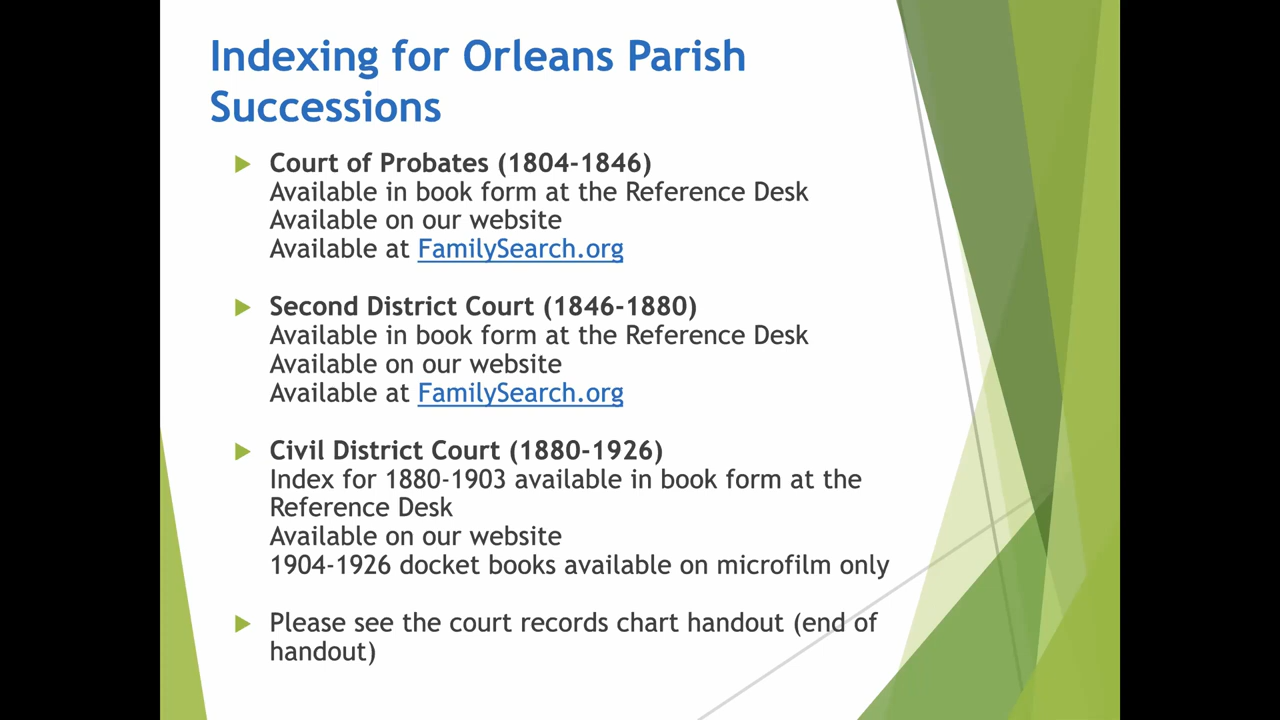 Indexing for Orleans Parish
Successions
Court of Probates (1804-1846)
Available in book form at the Reference Desk
Available on our website
Available at FamilySearch.org
Second District Court (1846-1880)
Available in book form at the Reference Desk
Available on our website
Available at FamilySearch.org
Civil District Court (1880-1926)
Index for 1880-1903 available in book form at the
Reference Desk
Available on our website
1904-1926 docket books available on microfilm only
Please see the court records chart handout (end of
handout)